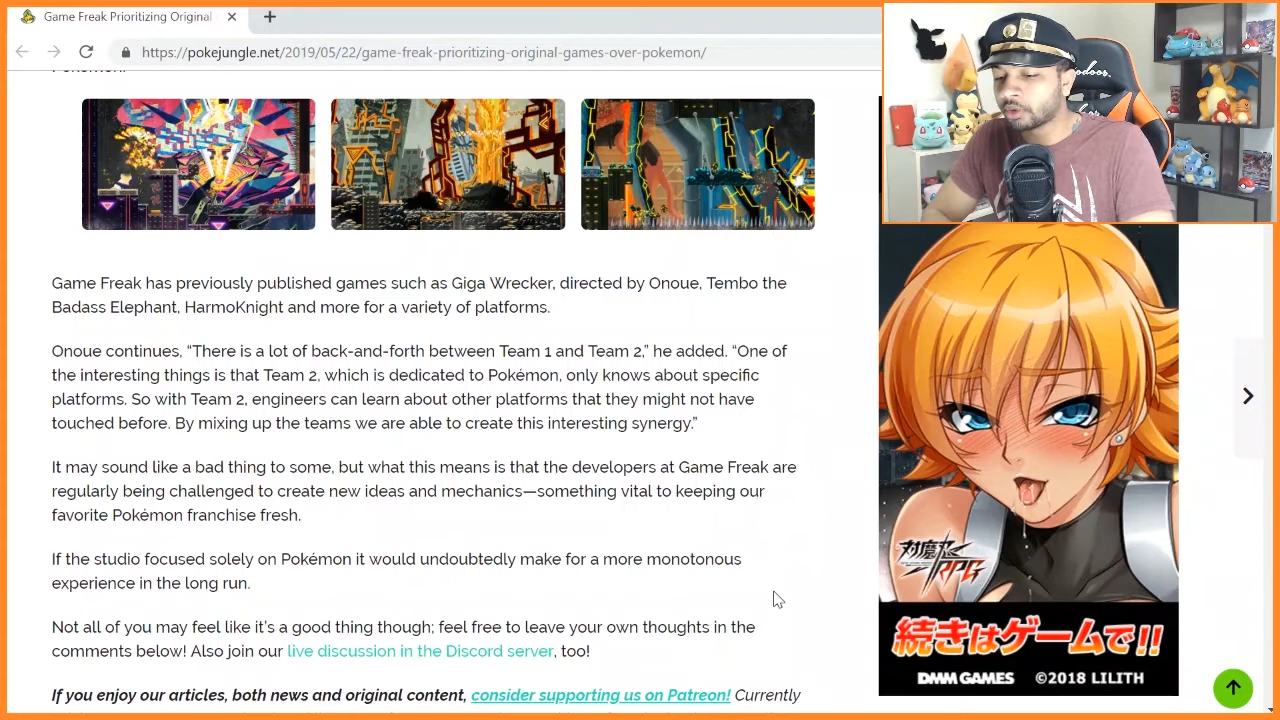 Game Freak Prioritizing Original
https://pokejungle.net/2019/05/22/game-freak-prioritizing-original-games-over-pokemon/
Game Freak has previously published games such as Giga Wrecker, directed by Onoue, Tembo the
Badass Elephant, HarmoKnight and more for a variety of platforms.
Onoue continues, “There is a lot of back-and-forth between Team 1 and Team 2,” he added. “One of
the interesting things is that Team 2, which is dedicated to Pokémon, only knows about specific
platforms. So with Team 2, engineers can learn about other platforms that they might not have
touched before. By mixing up the teams we are able to create this interesting synergy.”
It may sound like a bad thing to some, but what this means is that the developers at Game Freak are
regularly being challenged to create new ideas and mechanics—something vital to keeping our
favorite Pokémon franchise fresh.
If the studio focused solely on Pokémon it would undoubtedly make for a more monotonous
experience in the long run.
Not all of you may feel like it’s a good thing though; feel free to leave your own thoughts in the
comments below! Also join our live discussion in the Discord server, too!
If you enjoy our articles, both news and original content, consider supporting us on Patreon! Currently
対魔忍
RPG
続きはゲームで!!
DMM GAMES ©2018 LILITH